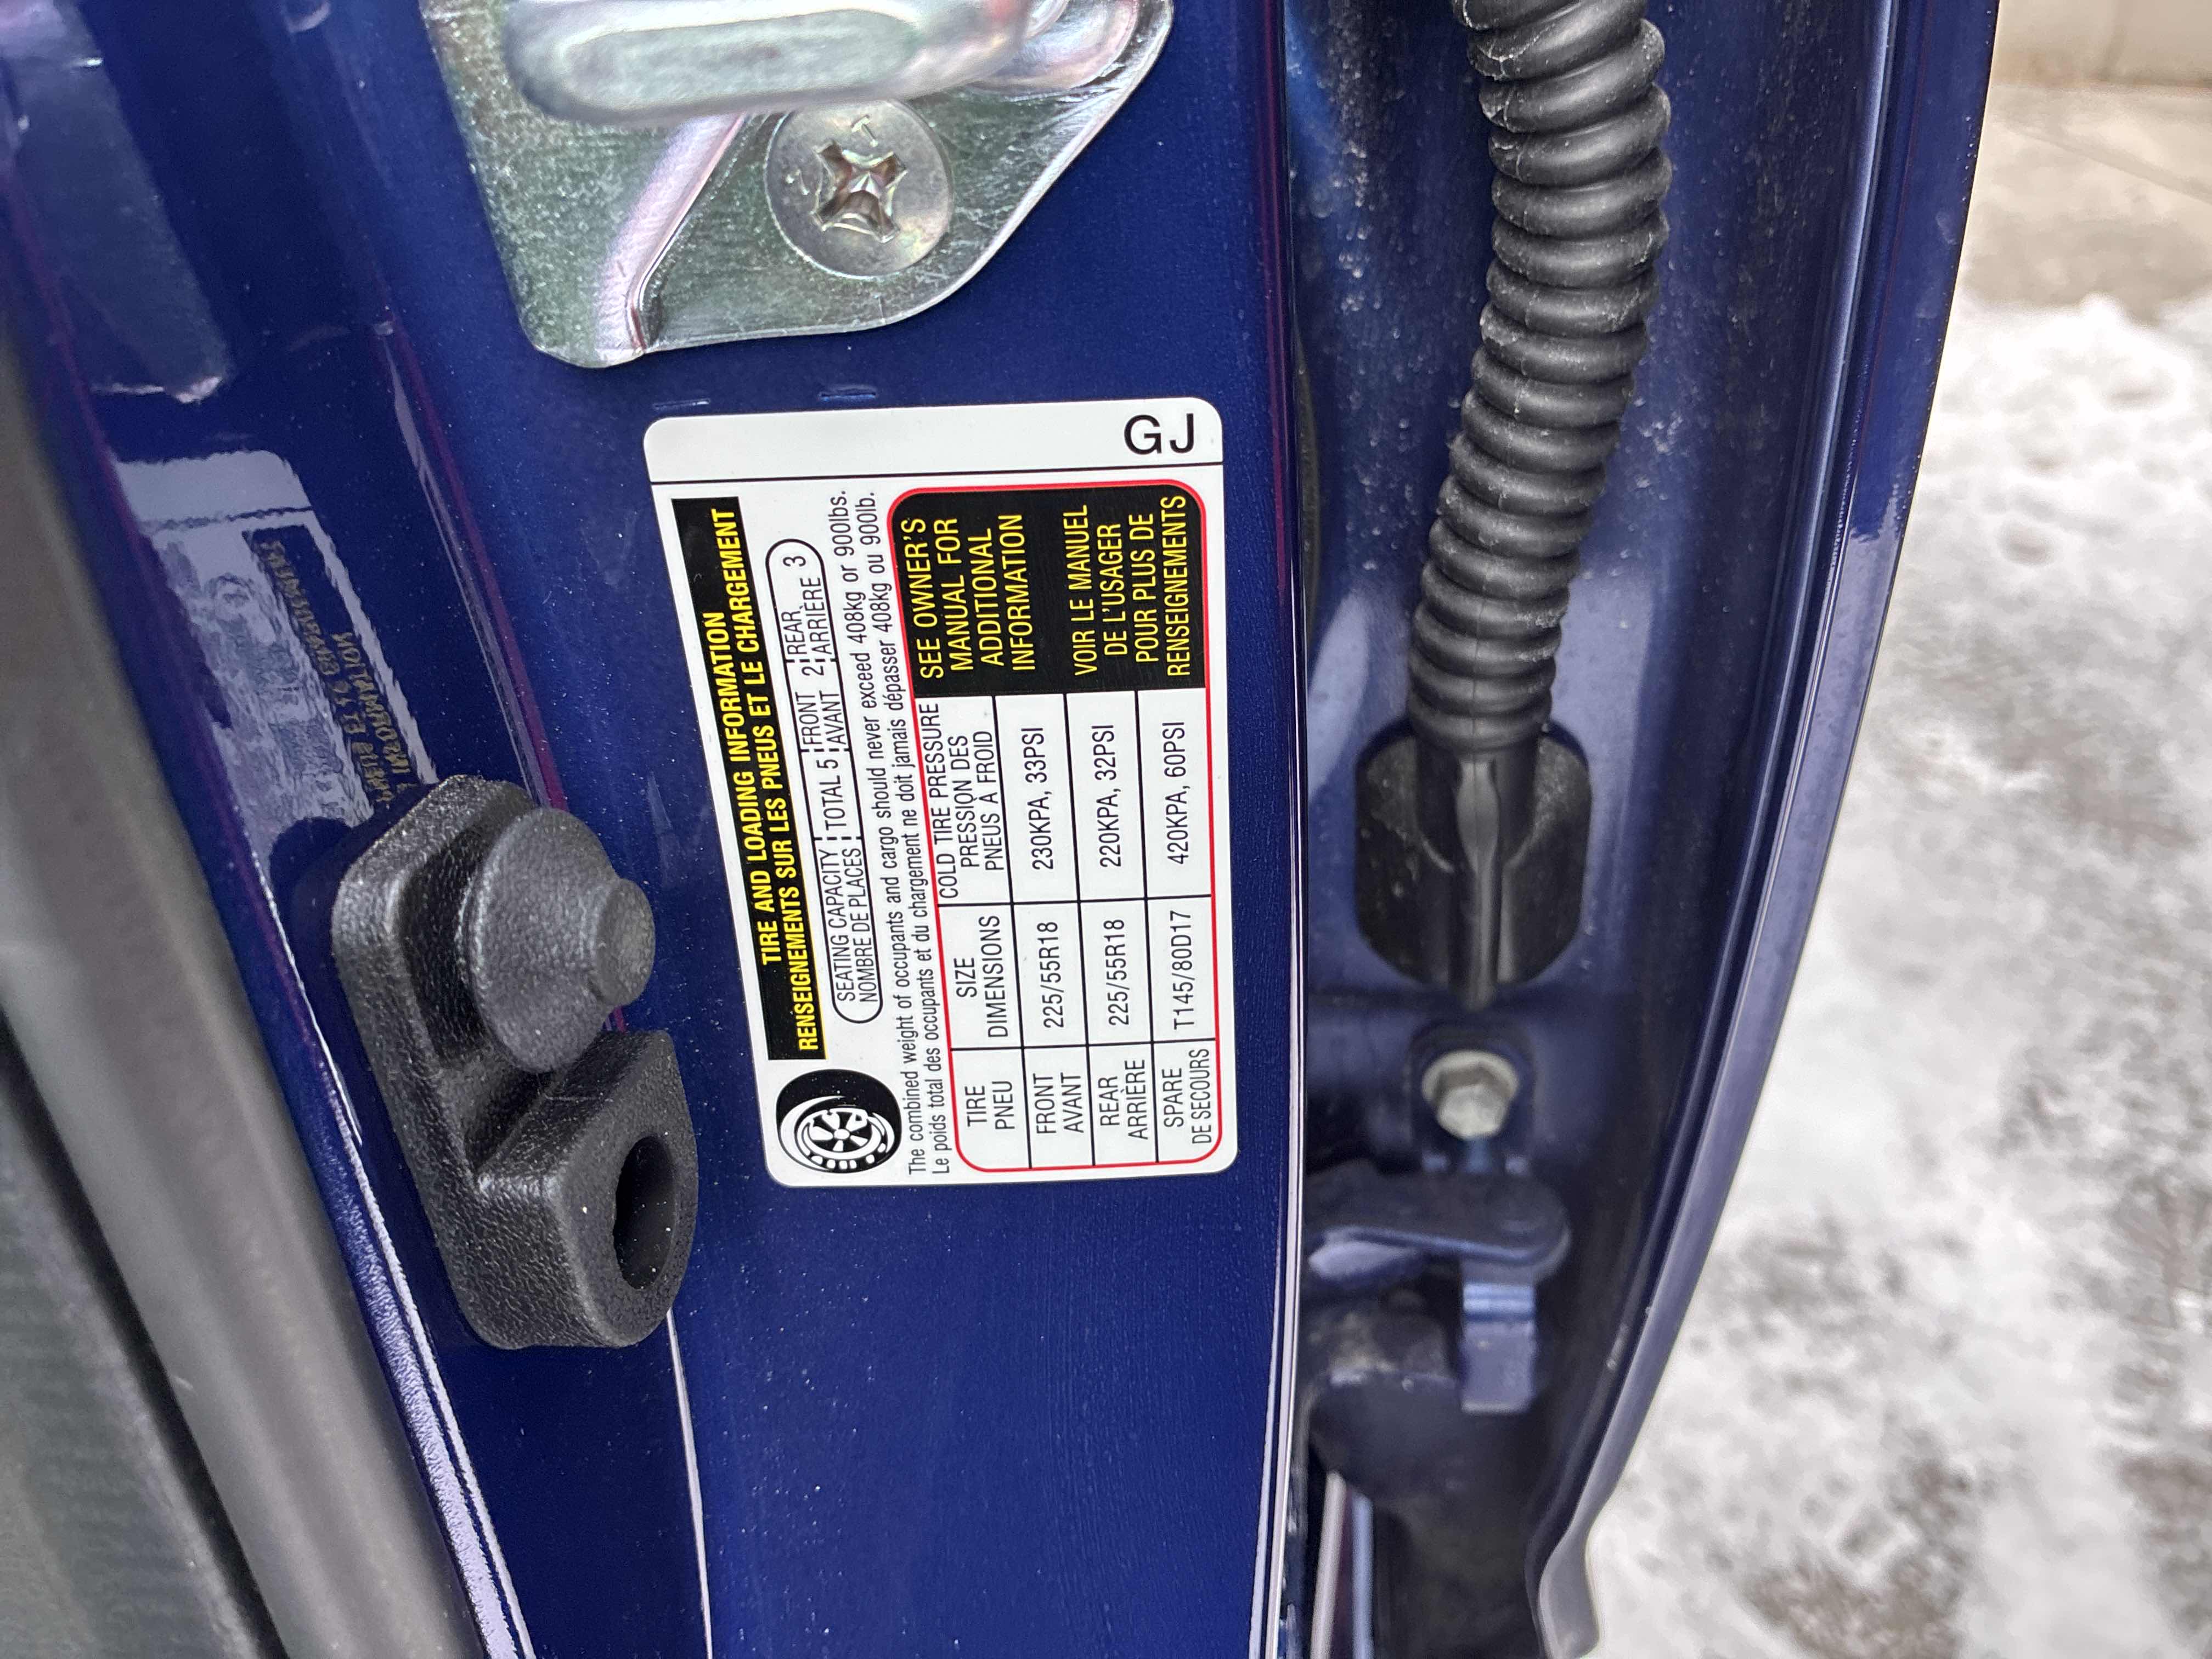 TIRE AND LOADING INFORMATION
RENSEIGNEMENTS SUR LES PNEUS ET LE CHARGEMENT
SEATING CAPACITY TOTAL 5 FRONT 2 REAR 3
NOMBRE DE PLACES AVANT ARRIÈRE
The combined weight of occupants and cargo should never exceed 408kg or 900lbs.
Le poids total des occupants et du chargement ne doit jamais dépasser 408kg ou 900lb.
TIRE SIZE COLD TIRE PRESSURE
PNEU DIMENSIONS PRESSION DES
PNEUS À FROID
FRONT 225/55R18 230KPA, 33PSI
AVANT
REAR 225/55R18 220KPA, 32PSI
ARRIÈRE
SPARE T145/80D17 420KPA, 60PSI
DE SECOURS
SEE OWNER'S
MANUAL FOR
ADDITIONAL
INFORMATION
VOIR LE MANUEL
DE L'USAGER
POUR PLUS DE
RENSEIGNEMENTS
GJ